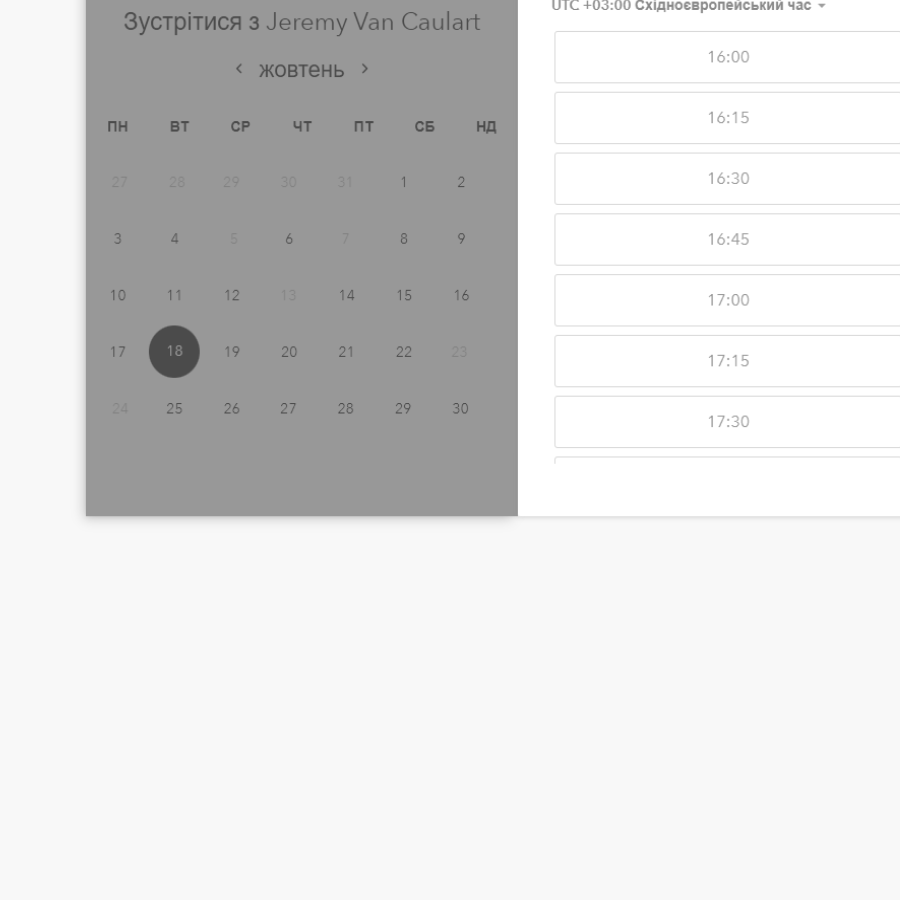 Зустрітися з Jeremy Van Caulart
жовтень
ПН ВТ СР ЧТ ПТ СБ НД
27 28 29 30 31 1 2
3 4 5 6 7 8 9
10 11 12 13 14 15 16
17 18 19 20 21 22 23
24 25 26 27 28 29 30
UTC +03:00 Східноєвропейський час
16:00
16:15
16:30
16:45
17:00
17:15
17:30